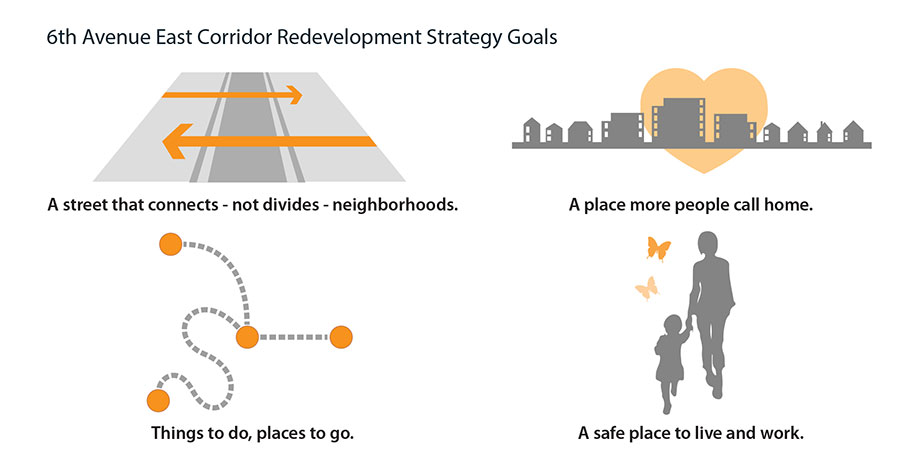 6th Avenue East Corridor Redevelopment Strategy Goals
A street that connects - not divides - neighborhoods.
A place more people call home.
Things to do, places to go.
A safe place to live and work.